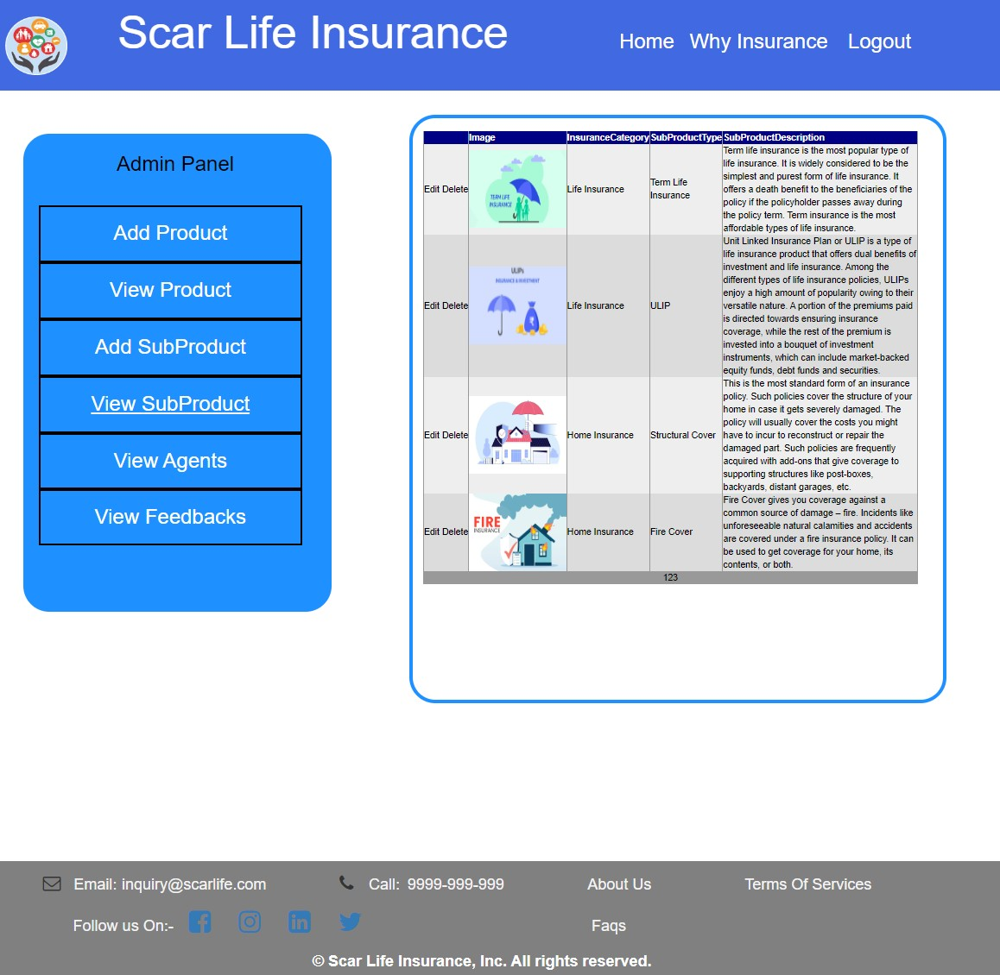 Scar Life Insurance
Home Why Insurance Logout
Admin Panel
Add Product
View Product
Add SubProduct
View SubProduct
View Agents
View Feedbacks
Image InsuranceCategory SubProductType SubProductDescription
Edit Delete
TERM LIFE
INSURANCE
Life Insurance
Term Life
Insurance
Term life insurance is the most popular type of
life insurance. It is widely considered to be the
simplest and purest form of life insurance. It
offers a death benefit to the beneficiaries of the
policy if the policyholder passes away during
the policy term. Term insurance is the most
affordable types of life insurance.
Edit Delete
ULIPs
INSURANCE & INVESTMENT
Life Insurance
ULIP
Unit Linked Insurance Plan or ULIP is a type of
life insurance product that offers dual benefits of
investment and life insurance. Among the
different types of life insurance policies, ULIPs
enjoy a high amount of popularity owing to their
versatile nature. A portion of the premiums paid
is directed towards ensuring insurance
coverage, while the rest of the premium is
invested into a bouquet of investment
instruments, which can include market-backed
equity funds, debt funds and securities.
Edit Delete
Home Insurance
Structural Cover
This is the most standard form of an insurance
policy. Such policies cover the structure of your
home in case it gets severely damaged. The
policy will usually cover the costs you might
have to incur to reconstruct or repair the
damaged part. Such policies are frequently
acquired with add-ons that give coverage to
supporting structures like post-boxes,
backyards, distant garages, etc.
Edit Delete
FIRE
INSURANCE
Home Insurance
Fire Cover
Fire Cover gives you coverage against a
common source of damage – fire. Incidents like
unforeseeable natural calamities and accidents
are covered under a fire insurance policy. It can
be used to get coverage for your home, its
contents, or both.
123
Email: inquiry@scarlife.com
Call: 9999-999-999
About Us
Terms Of Services
Follow us On:-
Faqs
© Scar Life Insurance, Inc. All rights reserved.